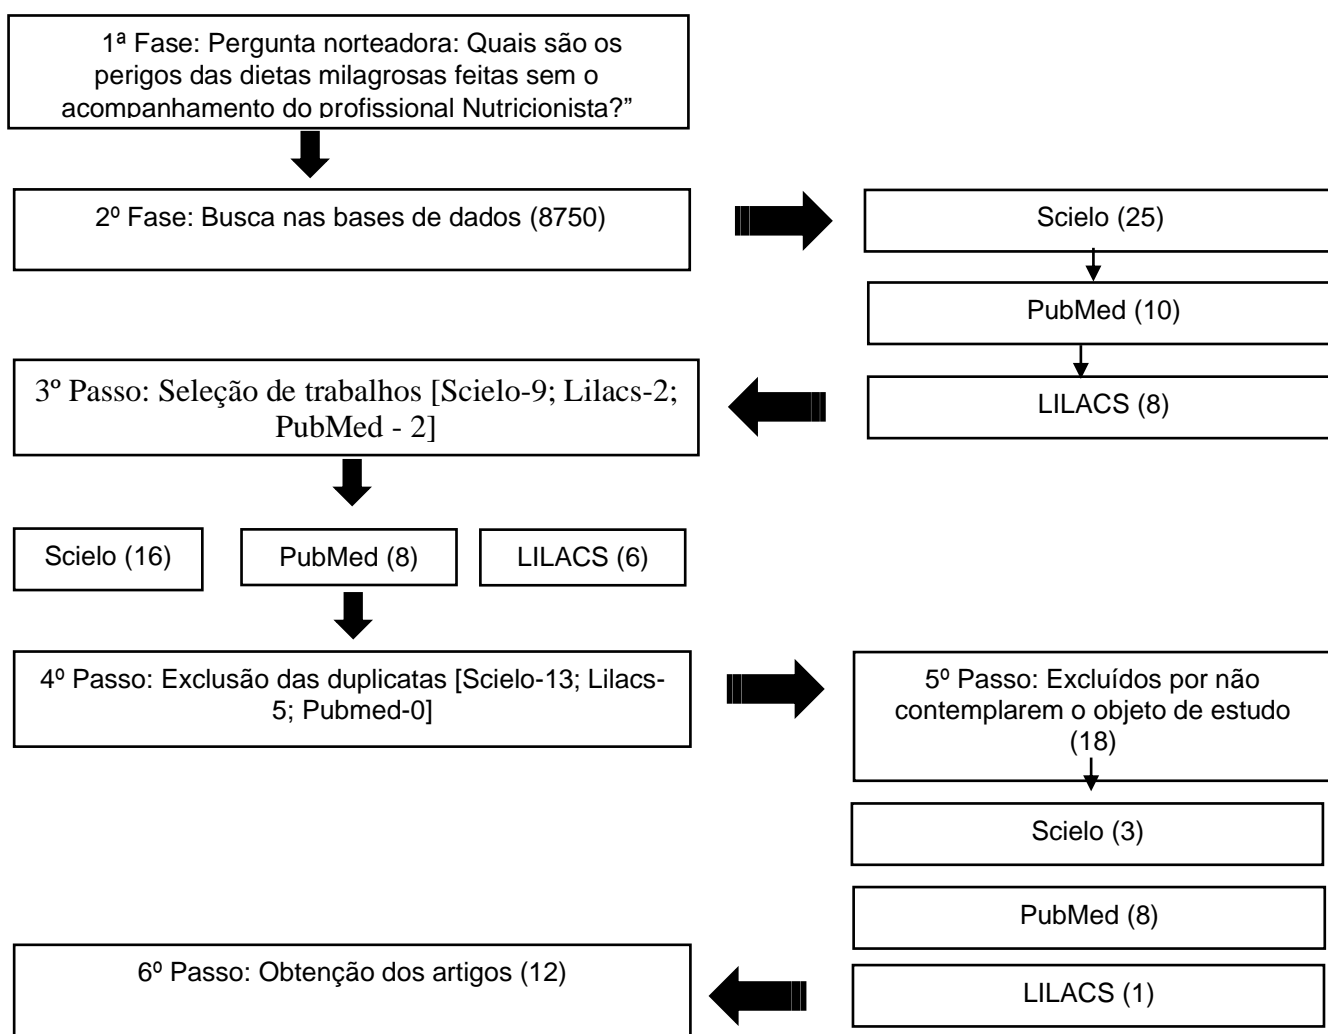 1ª Fase: Pergunta norteadora: Quais são os
perigos das dietas milagrosas feitas sem o
acompanhamento do profissional Nutricionista?”
2º Fase: Busca nas bases de dados (8750)
Scielo (25)
PubMed (10)
LILACS (8)
3º Passo: Seleção de trabalhos [Scielo-9; Lilacs-2;
PubMed - 2]
Scielo (16)
PubMed (8)
LILACS (6)
4º Passo: Exclusão das duplicatas [Scielo-13; Lilacs-
5; Pubmed-0]
5º Passo: Excluídos por não
contemplarem o objeto de estudo
(18)
Scielo (3)
PubMed (8)
LILACS (1)
6º Passo: Obtenção dos artigos (12)